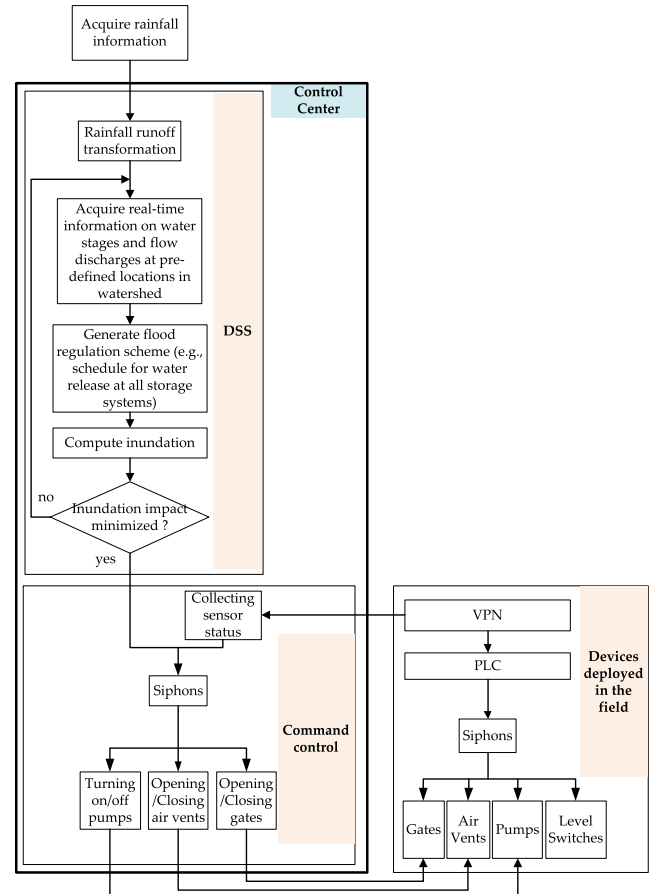 Acquire rainfall
information
Control
Center
Rainfall runoff
transformation
Acquire real-time
information on water
stages and flow
discharges at pre-
defined locations in
watershed
DSS
Generate flood
regulation scheme (e.g.,
schedule for water
release at all storage
systems)
Compute inundation
no
Inundation impact
minimized ?
yes
Collecting
sensor
status
Siphons
Command
control
Turning
on/off
pumps
Opening
/Closing
air vents
Opening
/Closing
gates
VPN
PLC
Devices
deployed
in the
field
Siphons
Gates
Air
Vents
Pumps
Level
Switches